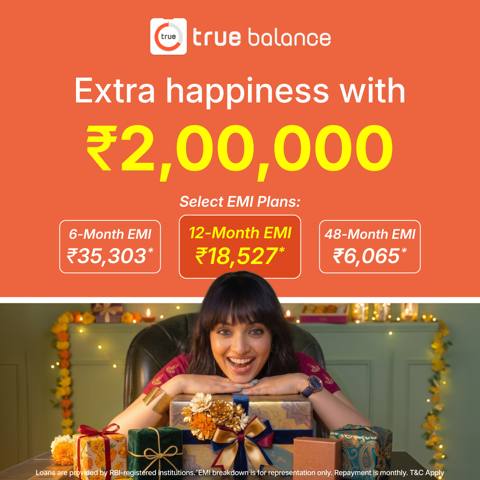 true
true balance
Extra happiness with
₹2,00,000
Select EMI Plans:
6-Month EMI
₹35,303*
12-Month EMI
₹18,527*
48-Month EMI
₹6,065*
Loans are provided by RBI-registered institutions. *EMI breakdown is for representation only. Repayment is monthly. T&C Apply